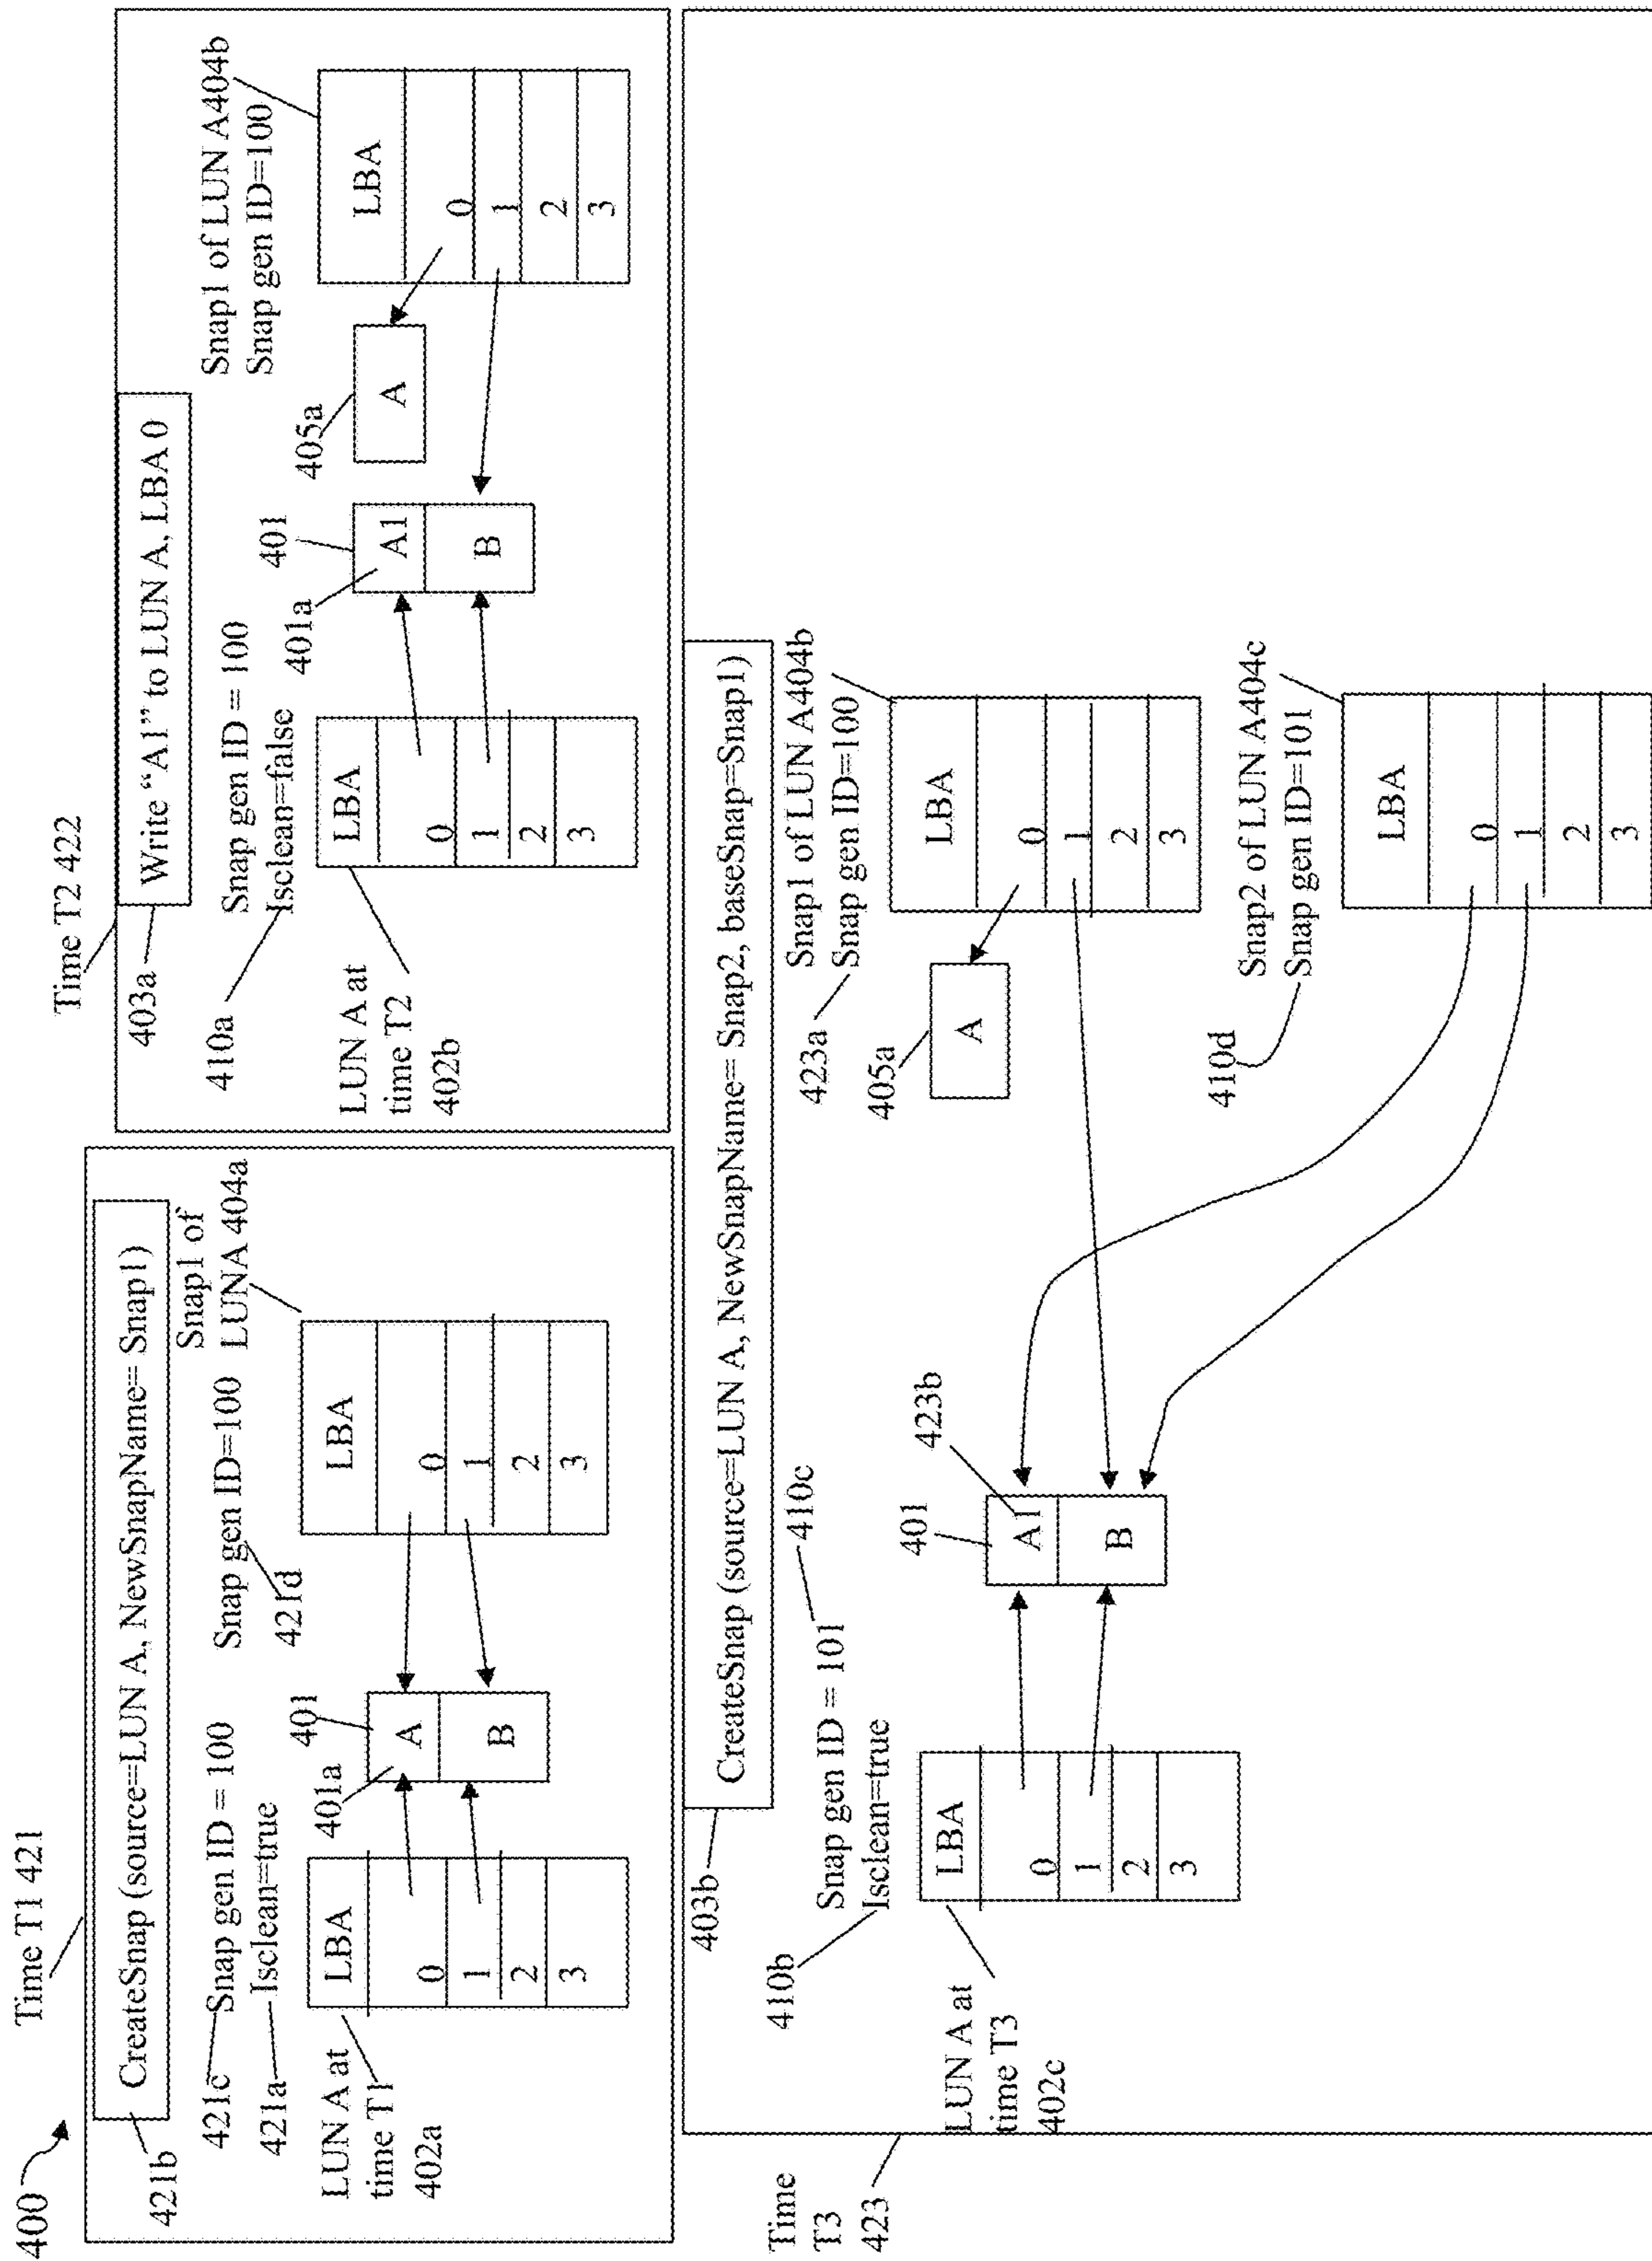 400
Time T1 421
421b
CreateSnap (source=LUN A, NewSnapName= Snap1)
421c
Snap gen ID = 100
421a
Isclean=true
Snap gen ID=100
421d
Snap1 of
LUNA 404a
LUN A at
time T1
402a
LBA
0
1
2
3
401a
401
A
B
LBA
0
1
2
3
Time T2 422
403a
Write “A1” to LUN A, LBA 0
410a
Snap gen ID = 100
Isclean=false
Snap1 of LUN A404b
Snap gen ID=100
LUN A at
time T2
402b
LBA
0
1
2
3
401a
401
A1
B
405a
A
LBA
0
1
2
3
Time
T3
423
403b
CreateSnap (source=LUN A, NewSnapName= Snap2, baseSnap=Snap1)
410b
Snap gen ID = 101
410c
Isclean=true
LUN A at
time T3
402c
LBA
0
1
2
3
401
423b
A1
B
423a
Snap1 of LUN A404b
Snap gen ID=100
405a
A
LBA
0
1
2
3
410d
Snap2 of LUN A404c
Snap gen ID=101
LBA
0
1
2
3